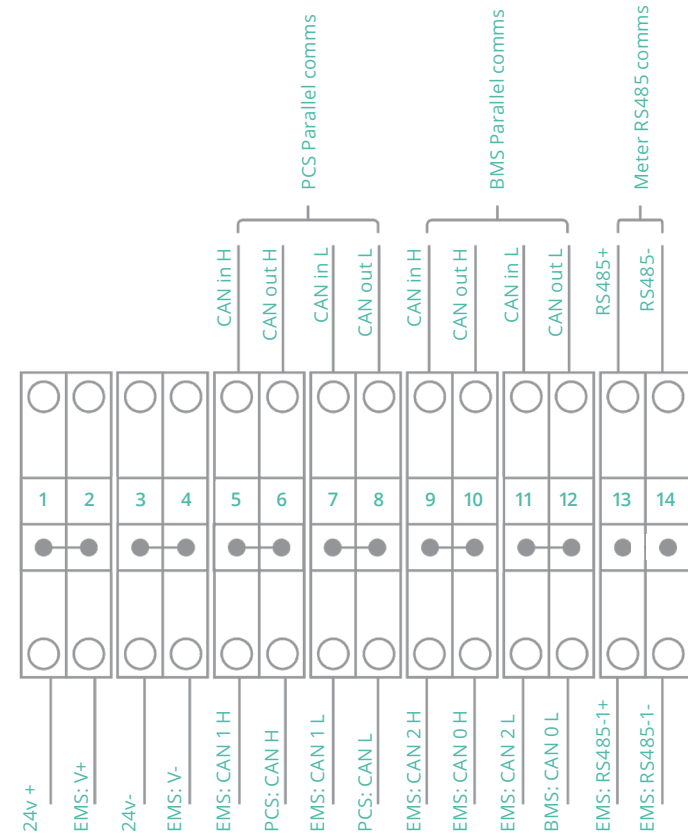 PCS Parallel comms
BMS Parallel comms
Meter RS485 comms
CAN in H
CAN out H
CAN in L
CAN out L
CAN in H
CAN out H
CAN in L
CAN out L
RS485+
RS485-
1
2
3
4
5
6
7
8
9
10
11
12
13
14
24v +
EMS: V+
24v-
EMS: V-
EMS: CAN 1 H
PCS: CAN H
EMS: CAN 1 L
PCS: CAN L
EMS: CAN 2 H
EMS: CAN 0 H
EMS: CAN 2 L
BMS: CAN 0 L
EMS: RS485-1+
EMS: RS485-1-